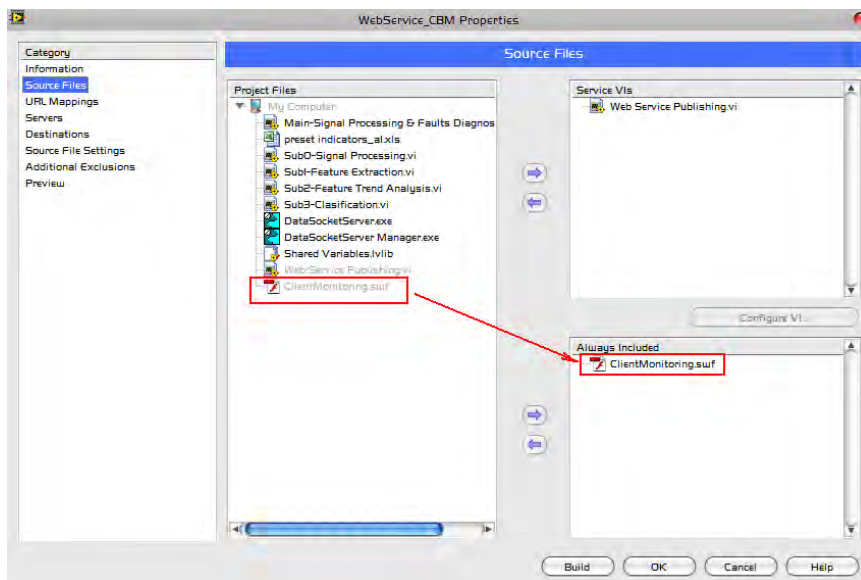 WebService_CBM Properties
Category
Information
Source Files
URL Mappings
Servers
Destinations
Source File Settings
Additional Exclusions
Preview
Source Files
Project Files
My Computer
Main-Signal Processing & Faults Diagnos
preset indicators_al.xls
Sub0-Signal Processing.vi
Sub1-Feature Extraction.vi
Sub2-Feature Trend Analysis.vi
Sub3-Clasification.vi
DataSocketServer.exe
DataSocketServer Manager.exe
Shared Variables.lvlib
WebService Publishing.vi
ClientMonitoring.swf
Service VIs
Web Service Publishing.vi
Configure VI...
Always Included
ClientMonitoring.swf
Build
OK
Cancel
Help